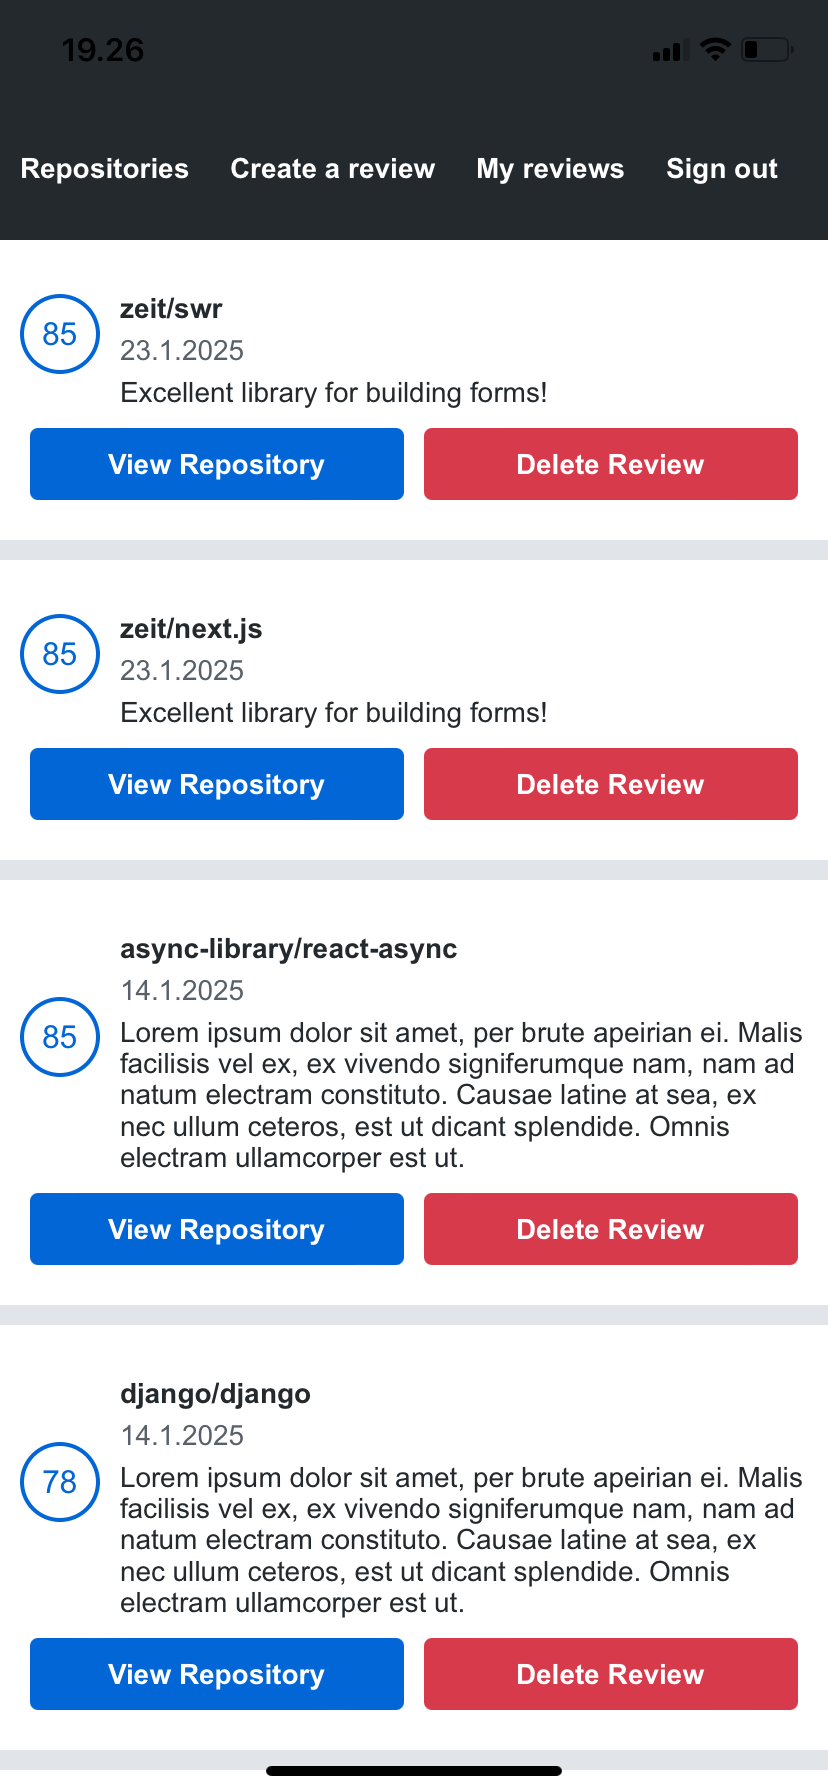 19.26
Repositories Create a review My reviews Sign out
85
zeit/swr
23.1.2025
Excellent library for building forms!
View Repository Delete Review
85
zeit/next.js
23.1.2025
Excellent library for building forms!
View Repository Delete Review
async-library/react-async
14.1.2025
85
Lorem ipsum dolor sit amet, per brute apeirian ei. Malis
facilisis vel ex, ex vivendo signiferumque nam, nam ad
natum electram constituto. Causae latine at sea, ex
nec ullum ceteros, est ut dicant splendide. Omnis
electram ullamcorper est ut.
View Repository Delete Review
django/django
14.1.2025
78
Lorem ipsum dolor sit amet, per brute apeirian ei. Malis
facilisis vel ex, ex vivendo signiferumque nam, nam ad
natum electram constituto. Causae latine at sea, ex
nec ullum ceteros, est ut dicant splendide. Omnis
electram ullamcorper est ut.
View Repository Delete Review